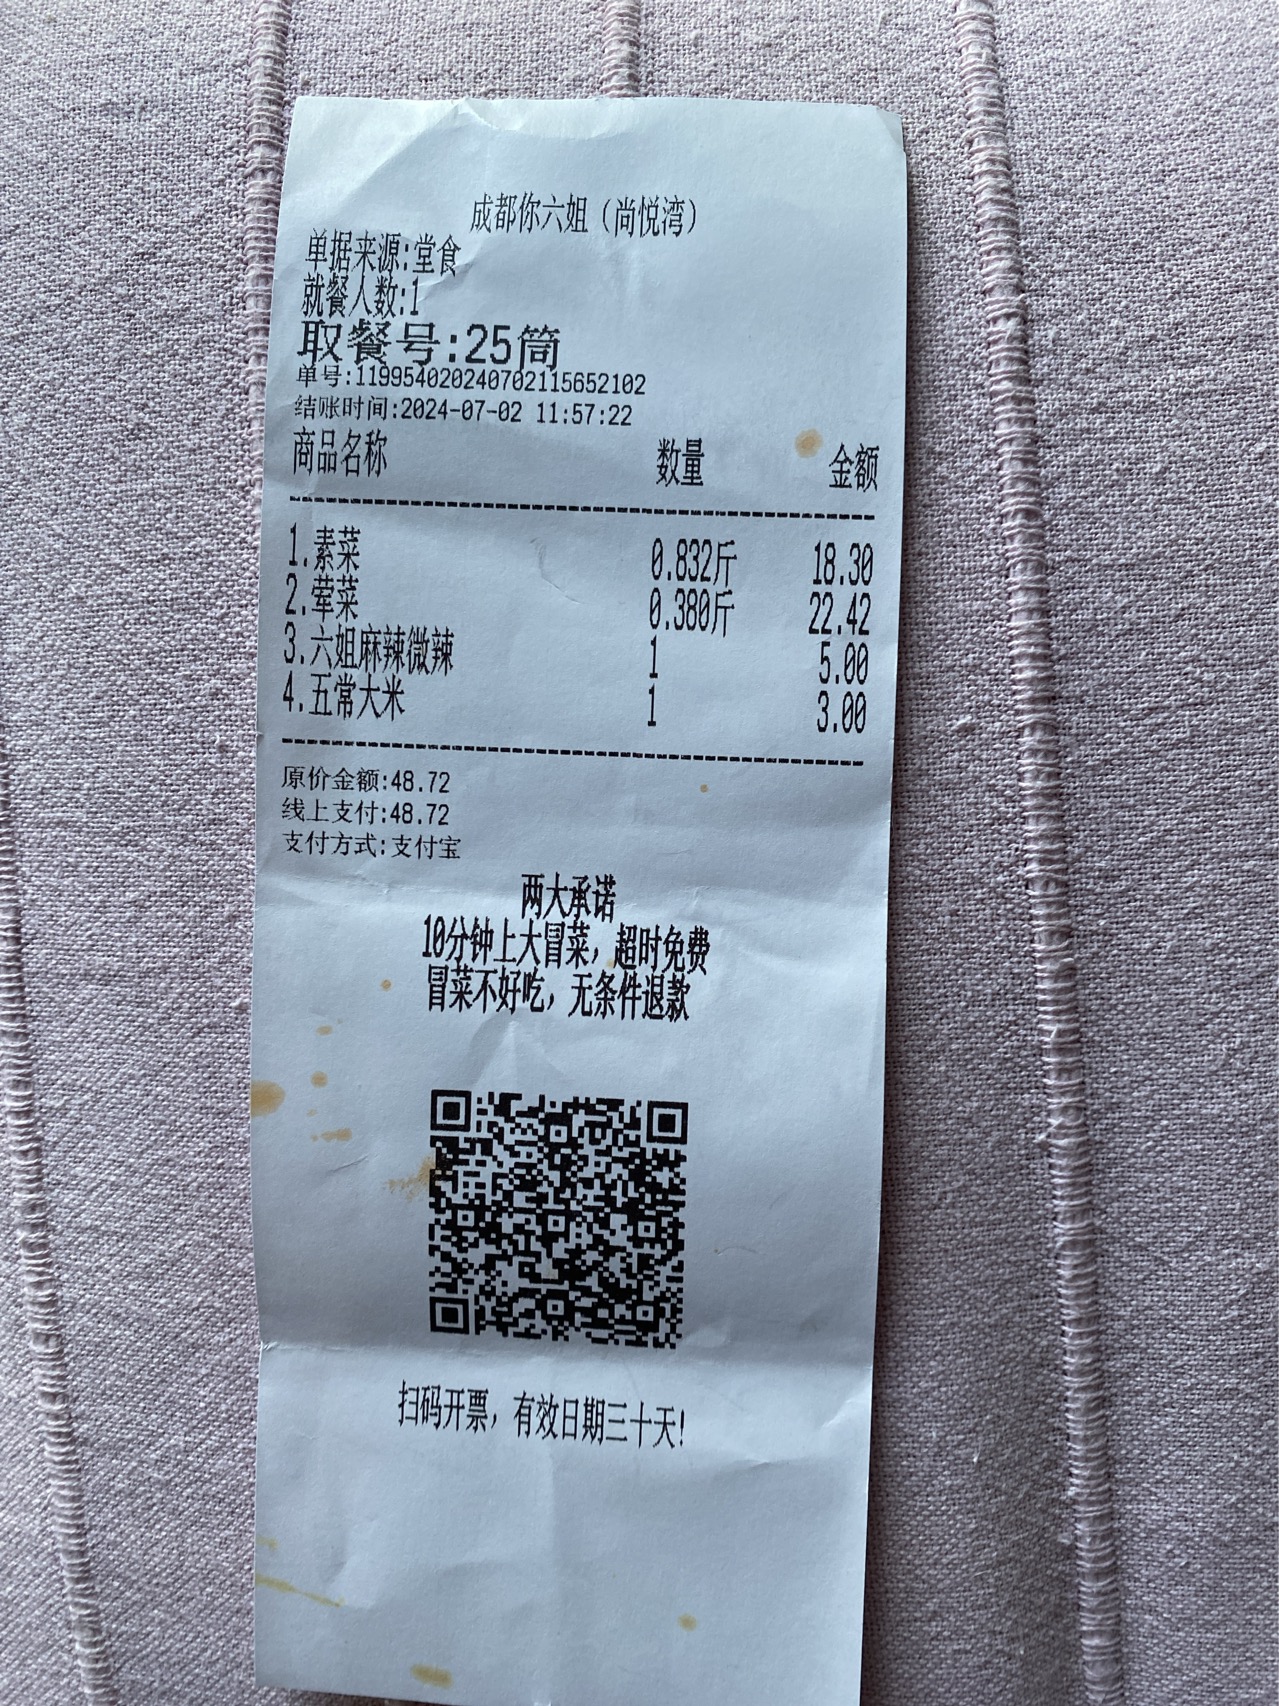 成都你六姐（尚悦湾）
单据来源:堂食
就餐人数:1
取餐号:25筒
单号:11995402024070211565​2102
结账时间:2024-07-02 11:57:22
商品名称 数量 金额
1.素菜 0.832斤 18.30
2.荤菜 0.380斤 22.42
3.六姐麻辣微辣 1 5.00
4.五常大米 1 3.00
原价金额:48.72
线上支付:48.72
支付方式:支付宝
两大承诺
10分钟上大冒菜，超时免费
冒菜不好吃，无条件退款
扫码开票，有效日期三十天!